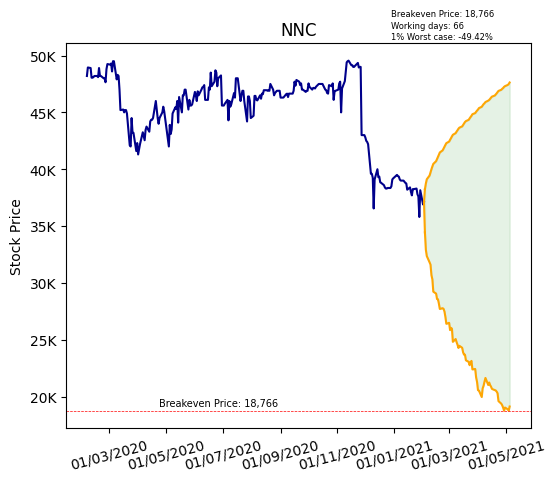 Breakeven Price: 18,766
Working days: 66
1% Worst case: -49.42%
NNC
Stock Price
50K
45K
40K
35K
30K
25K
20K
Breakeven Price: 18,766
01/03/2020
01/05/2020
01/07/2020
01/09/2020
01/11/2020
01/01/2021
01/03/2021
01/05/2021